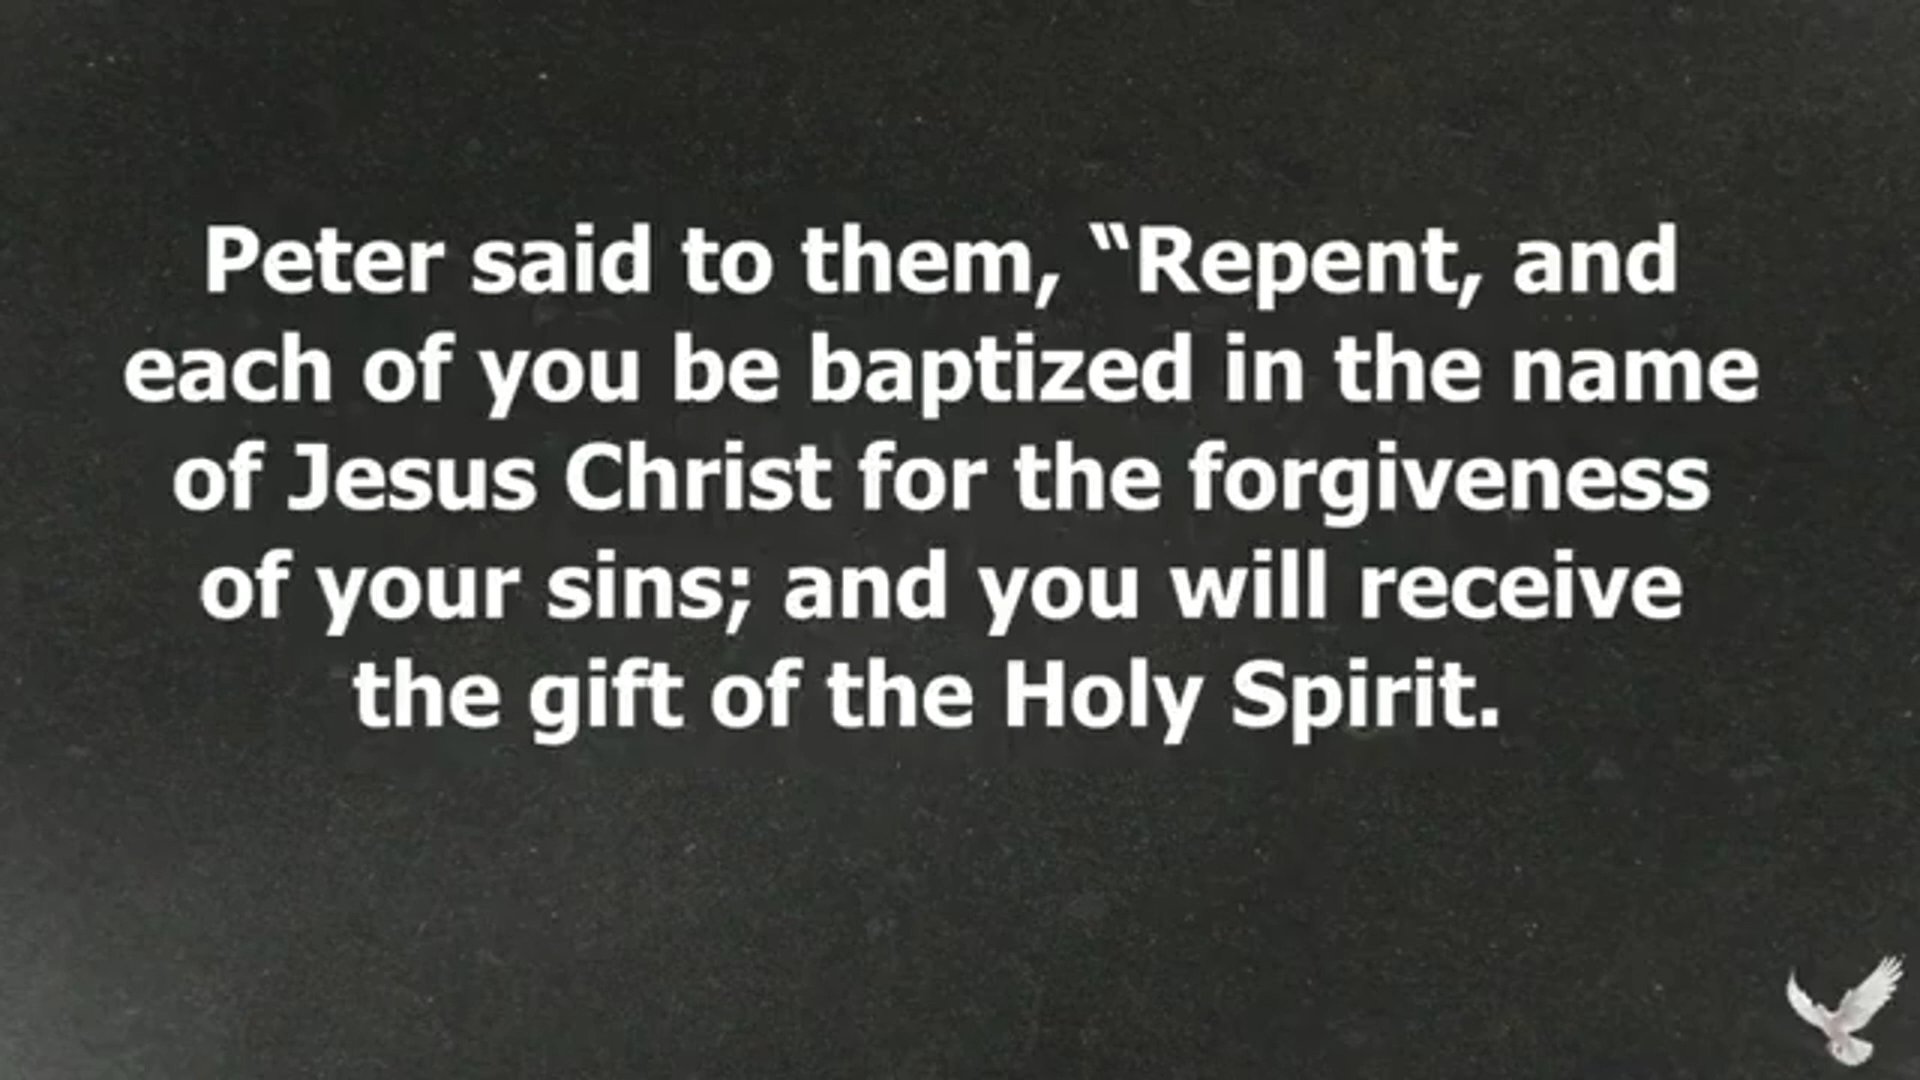 Peter said to them, “Repent, and
each of you be baptized in the name
of Jesus Christ for the forgiveness
of your sins; and you will receive
the gift of the Holy Spirit.